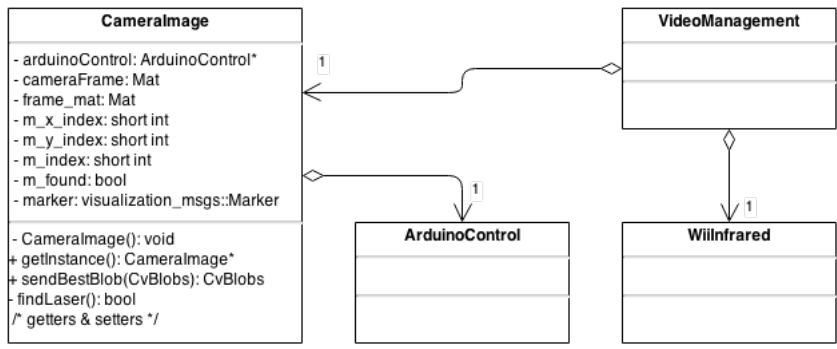 CameraImage
- arduinoControl: ArduinoControl*
- cameraFrame: Mat
- frame_mat: Mat
- m_x_index: short int
- m_y_index: short int
- m_index: short int
- m_found: bool
- marker: visualization_msgs::Marker
- CameraImage(): void
+ getInstance(): CameraImage*
+ sendBestBlob(CvBlobs): CvBlobs
- findLaser(): bool
/* getters & setters */
1
VideoManagement
1
ArduinoControl
1
WiiInfrared